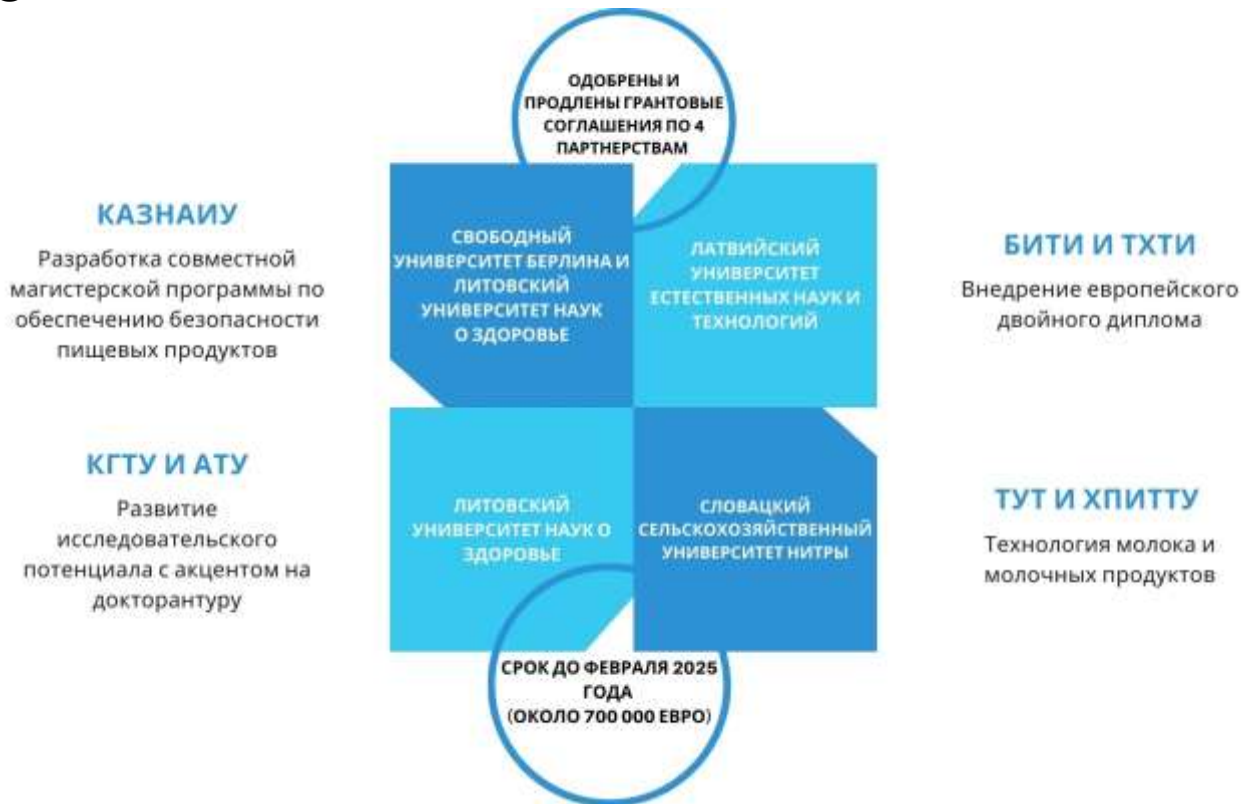 ОДОБРЕНЫ И
ПРОДЛЕНЫ ГРАНТОВЫЕ
СОГЛАШЕНИЯ ПО 4
ПАРТНЕРСТВАМ
КАЗНАИУ
Разработка совместной
магистерской программы по
обеспечению безопасности
пищевых продуктов
СВОБОДНЫЙ
УНИВЕРСИТЕТ БЕРЛИНА И
ЛИТОВСКИЙ
УНИВЕРСИТЕТ НАУК
О ЗДОРОВЬЕ
ЛАТВИЙСКИЙ
УНИВЕРСИТЕТ
ЕСТЕСТВЕННЫХ НАУК И
ТЕХНОЛОГИЙ
БИТИ И ТХТИ
Внедрение европейского
двойного диплома
КГТУ И АТУ
Развитие
исследовательского
потенциала с акцентом на
докторантуру
ЛИТОВСКИЙ
УНИВЕРСИТЕТ НАУК О
ЗДОРОВЬЕ
СЛОВАЦКИЙ
СЕЛЬСКОХОЗЯЙСТВЕННЫЙ
УНИВЕРСИТЕТ НИТРЫ
ТУТ И ХПИТТУ
Технология молока и
молочных продуктов
СРОК ДО ФЕВРАЛЯ 2025
ГОДА
(ОКОЛО 700 000 ЕВРО)